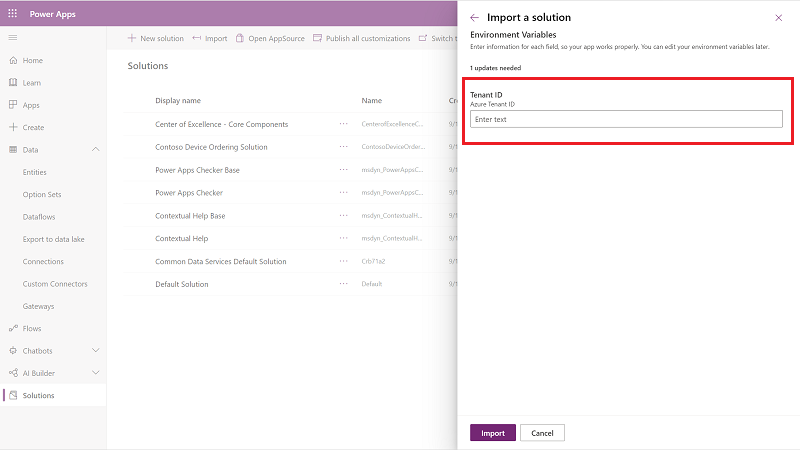 Power Apps
New solution
Import
Open AppSource
Publish all customizations
Switch t
Home
Learn
Apps
Create
Data
Entities
Option Sets
Dataflows
Export to data lake
Connections
Custom Connectors
Gateways
Flows
Chatbots
AI Builder
Solutions
Solutions
Display name Name Cr
Center of Excellence - Core Components ... CenterofExcellenceC... 9/1
Contoso Device Ordering Solution ... ContosoDeviceOrder... 9/1
Power Apps Checker Base ... msdyn_PowerAppsC... 9/1
Power Apps Checker ... msdyn_PowerAppsC... 9/1
Contextual Help Base ... msdyn_ContextualH... 9/1
Contextual Help ... msdyn_ContextualH... 9/1
Common Data Services Default Solution ... Crb71a2 9/1
Default Solution ... Default 9/1
Import a solution
Environment Variables
Enter information for each field, so your app works properly. You can edit your environment variables later.
1 updates needed
Tenant ID
Azure Tenant ID
Enter text
Import
Cancel